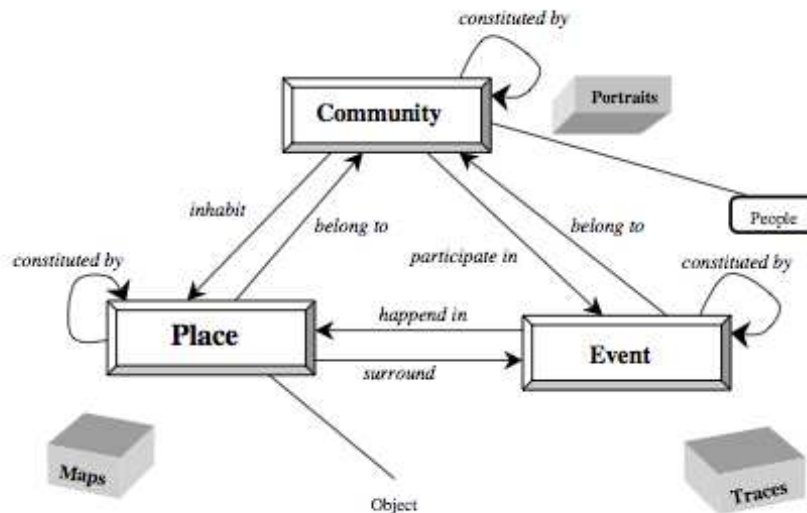 constituted by
Portraits
Community
People
inhabit
belong to
belong to
participate in
constituted by
constituted by
Place
happend in
surround
Event
Maps
Object
Traces